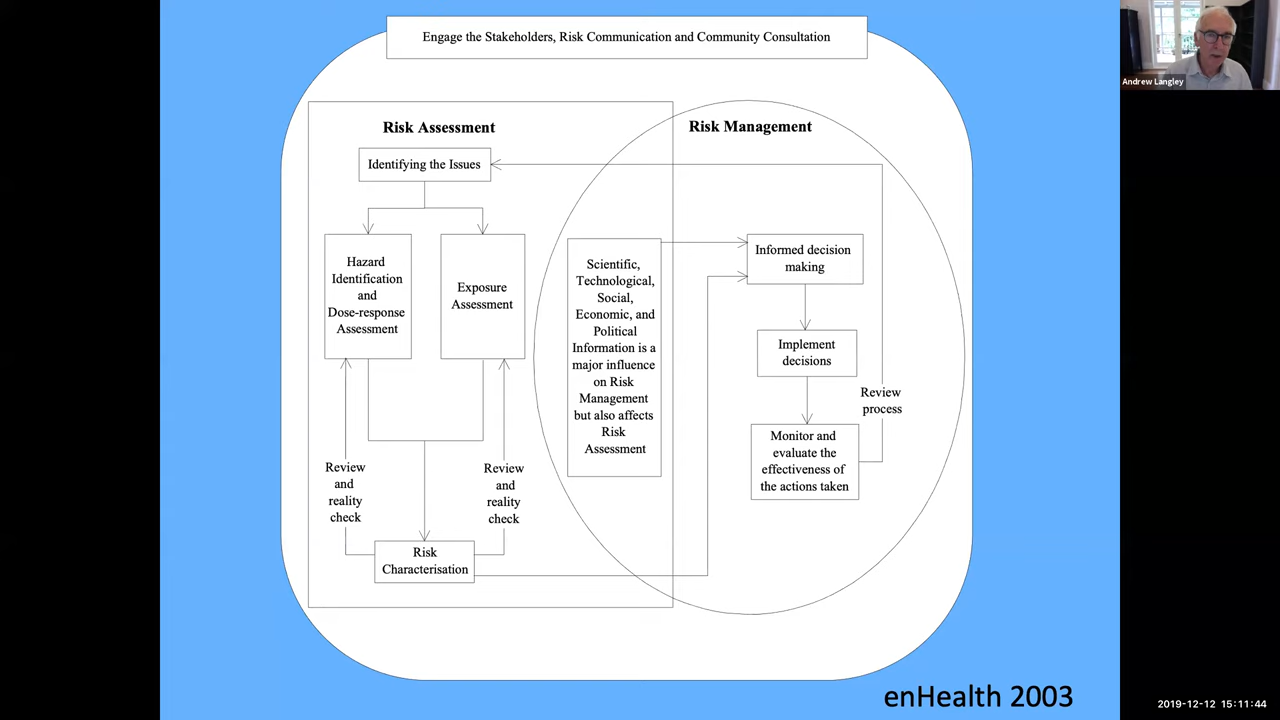 Engage the Stakeholders, Risk Communication and Community Consultation
Risk Assessment
Identifying the Issues
Hazard
Identification
and
Dose-response
Assessment
Exposure
Assessment
Review
and
reality
check
Review
and
reality
check
Risk
Characterisation
Scientific,
Technological,
Social,
Economic, and
Political
Information is a
major influence
on Risk
Management
but also affects
Risk
Assessment
Risk Management
Informed decision
making
Implement
decisions
Monitor and
evaluate the
effectiveness of
the actions taken
Review
process
enHealth 2003
Andrew Langley
2019-12-12 15:11:44